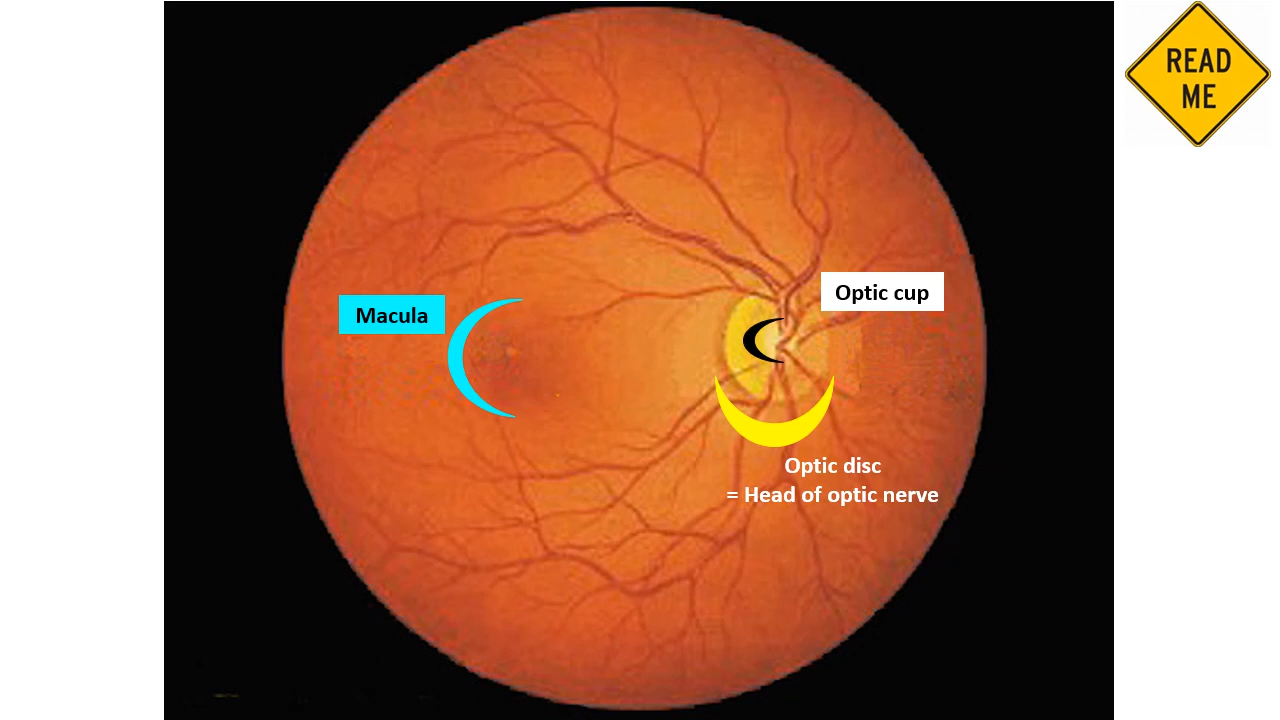 READ
ME
Optic cup
Macula
Optic disc
= Head of optic nerve